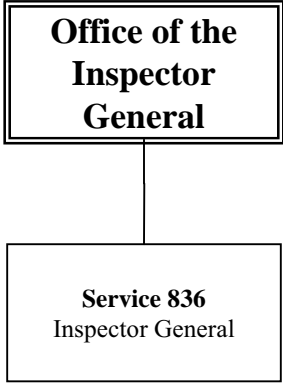 Office of the
Inspector
General
Service 836
Inspector General